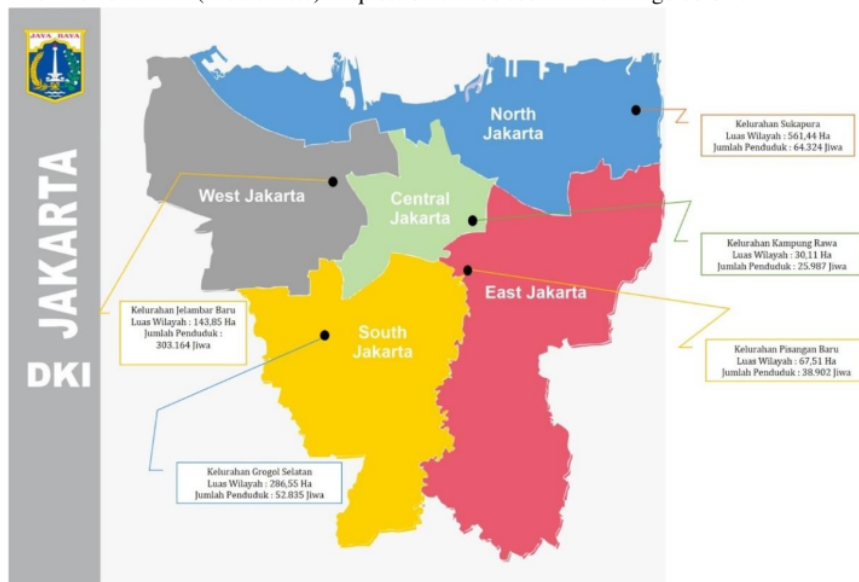 JAYA RAYA
DKI JAKARTA
North
Jakarta
West Jakarta
Central
Jakarta
East Jakarta
South
Jakarta
Kelurahan Sukapura
Luas Wilayah : 561,44 Ha
Jumlah Penduduk : 64.324 Jiwa
Kelurahan Kampung Rawa
Luas Wilayah : 30,11 Ha
Jumlah Penduduk : 25.987 Jiwa
Kelurahan Jelambar Baru
Luas Wilayah : 143,85 Ha
Jumlah Penduduk :
303.164 Jiwa
Kelurahan Pisangan Baru
Luas Wilayah : 67,51 Ha
Jumlah Penduduk : 38.902 Jiwa
Kelurahan Grogol Selatan
Luas Wilayah : 286,55 Ha
Jumlah Penduduk : 52.835 Jiwa